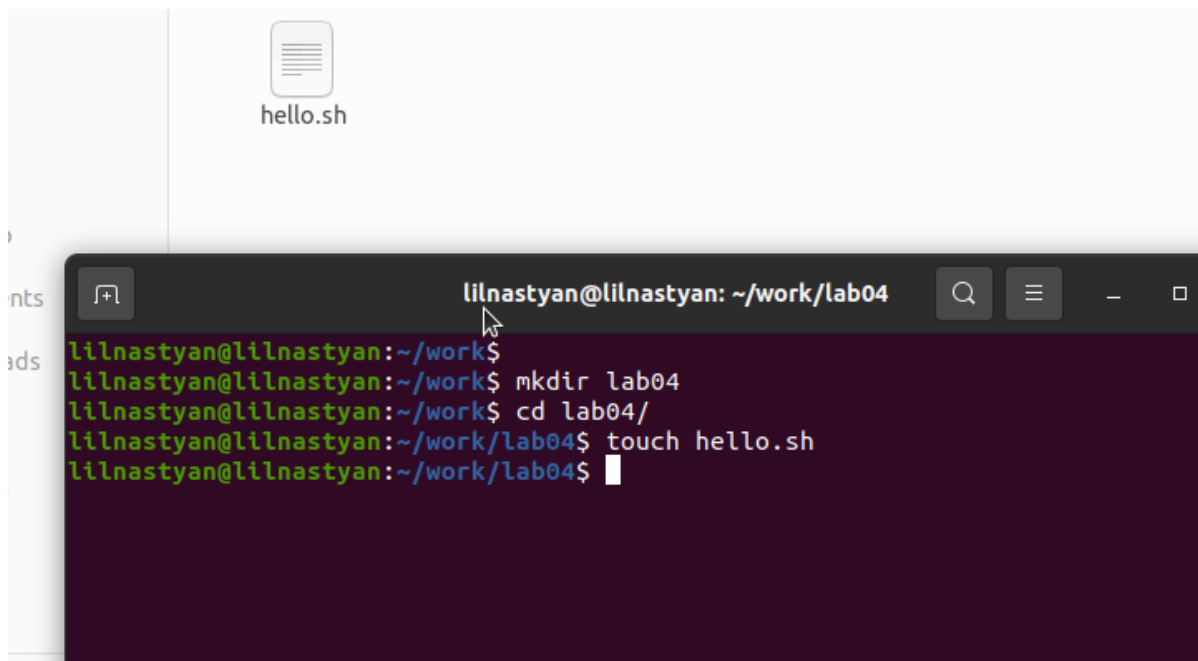 hello.sh
lilnastyan@lilnastyan: ~/work/lab04
nts
ads
lilnastyan@lilnastyan:~/work$
lilnastyan@lilnastyan:~/work$ mkdir lab04
lilnastyan@lilnastyan:~/work$ cd lab04/
lilnastyan@lilnastyan:~/work/lab04$ touch hello.sh
lilnastyan@lilnastyan:~/work/lab04$